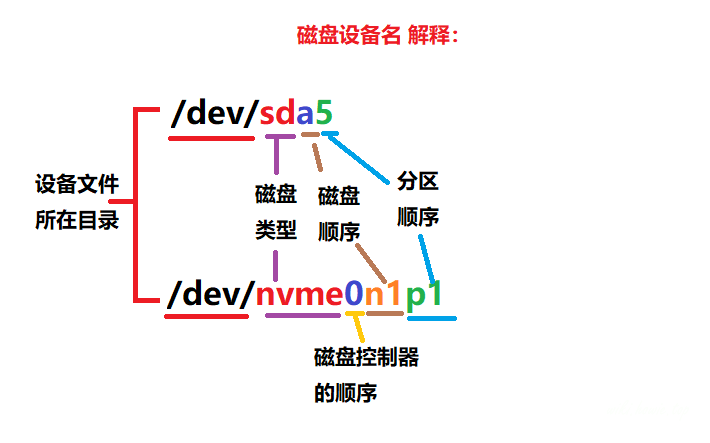 磁盘设备名 解释：
/dev/sda5
设备文件
所在目录
磁盘
类型
磁盘
顺序
分区
顺序
/dev/nvme0n1p1
磁盘控制器
的顺序